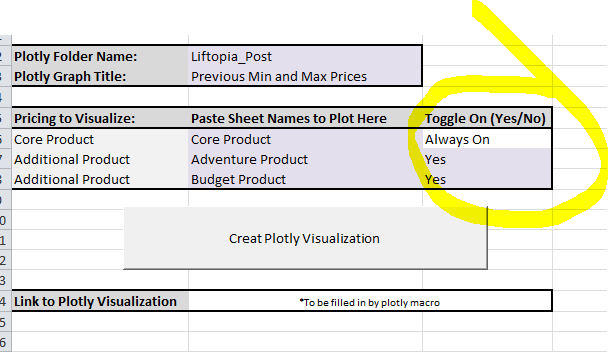 2 Plotly Folder Name: Liftopia_Post
3 Plotly Graph Title: Previous Min and Max Prices
4
5 Pricing to Visualize: Paste Sheet Names to Plot Here Toggle On (Yes/No)
6 Core Product Core Product Always On
7 Additional Product Adventure Product Yes
8 Additional Product Budget Product Yes
9
0
1 Creat Plotly Visualization
2
3
4 Link to Plotly Visualization *To be filled in by plotly macro
5
6